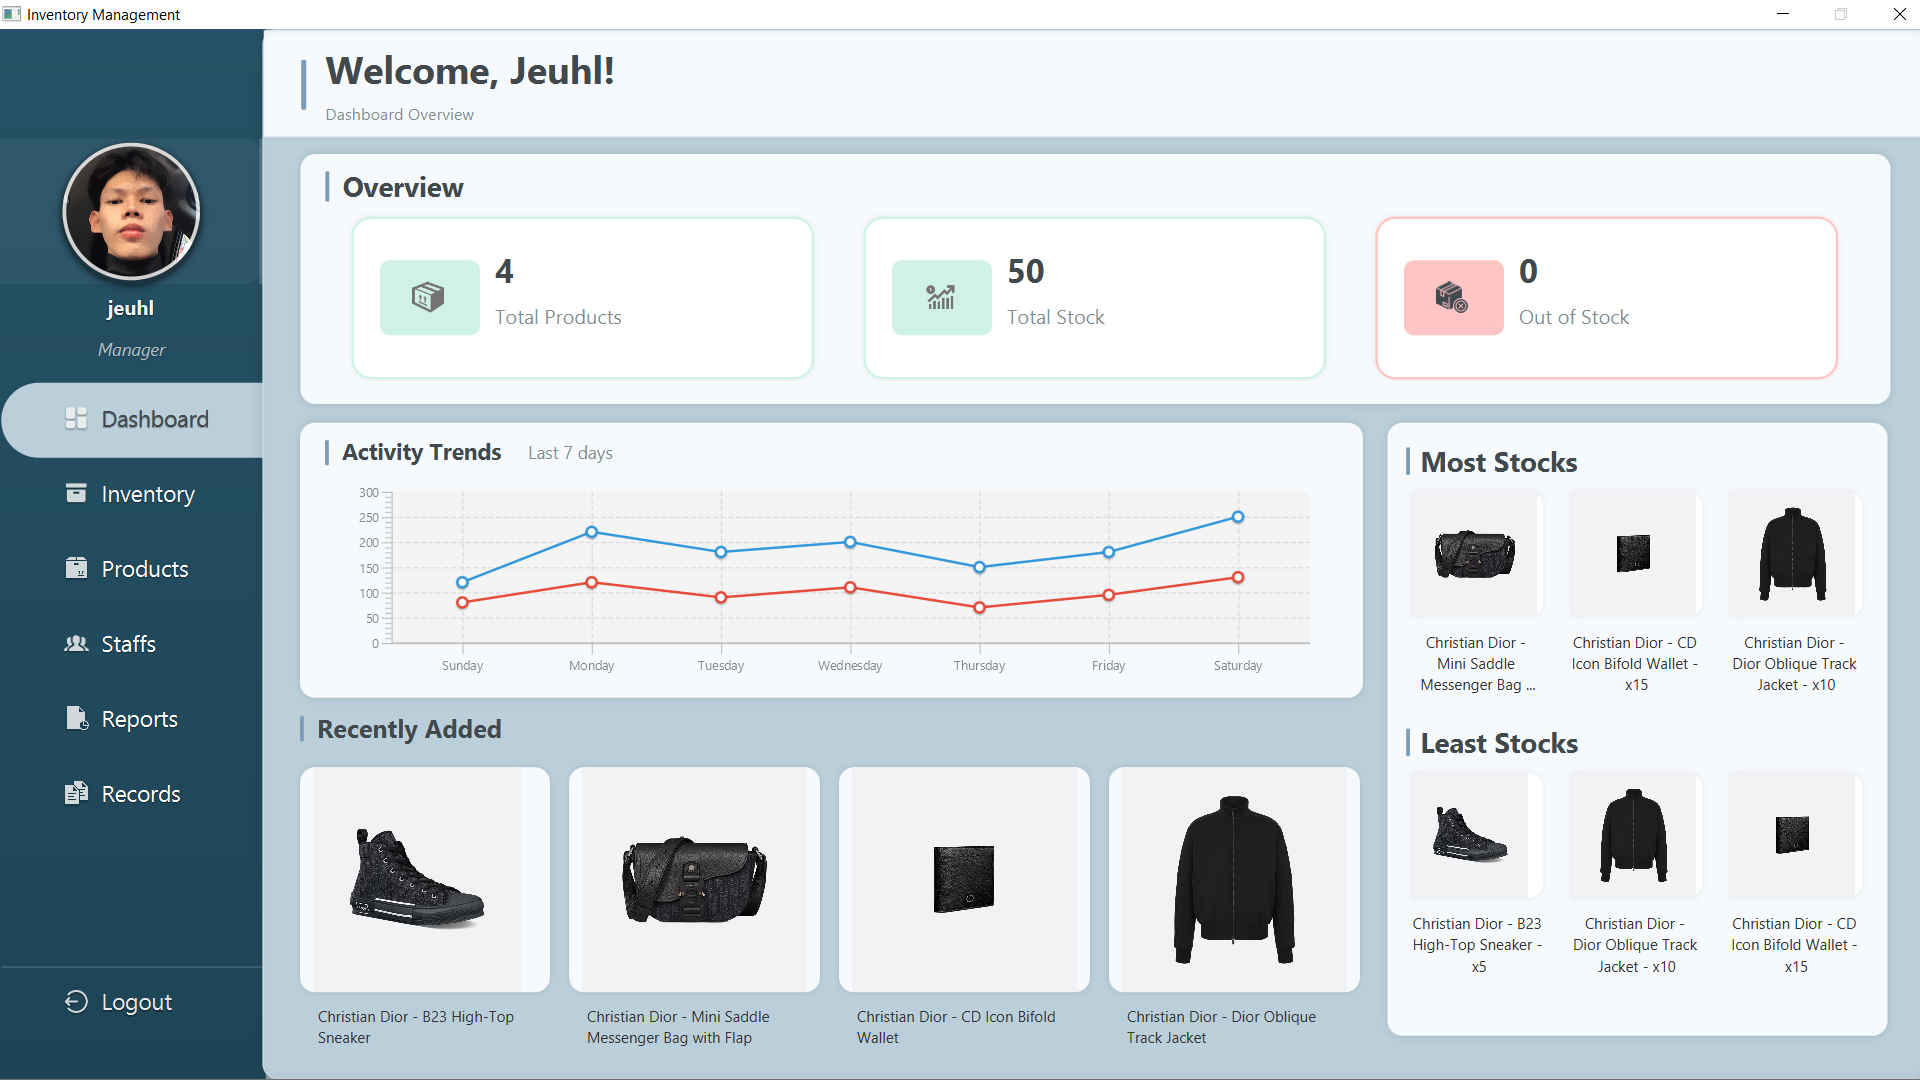 Inventory Management
Welcome, Jeuhl!
Dashboard Overview
jeuhl
Manager
Dashboard
Inventory
Products
Staffs
Reports
Records
Logout
Overview
4
Total Products
50
Total Stock
0
Out of Stock
Activity Trends
Last 7 days
300
250
200
150
100
50
0
Sunday
Monday
Tuesday
Wednesday
Thursday
Friday
Saturday
Recently Added
Christian Dior - B23 High-Top
Sneaker
Christian Dior - Mini Saddle
Messenger Bag with Flap
Christian Dior - CD Icon Bifold
Wallet
Christian Dior - Dior Oblique
Track Jacket
Most Stocks
Christian Dior -
Mini Saddle
Messenger Bag ...
Christian Dior - CD
Icon Bifold Wallet -
x15
Christian Dior -
Dior Oblique Track
Jacket - x10
Least Stocks
Christian Dior - B23
High-Top Sneaker -
x5
Christian Dior -
Dior Oblique Track
Jacket - x10
Christian Dior - CD
Icon Bifold Wallet -
x15